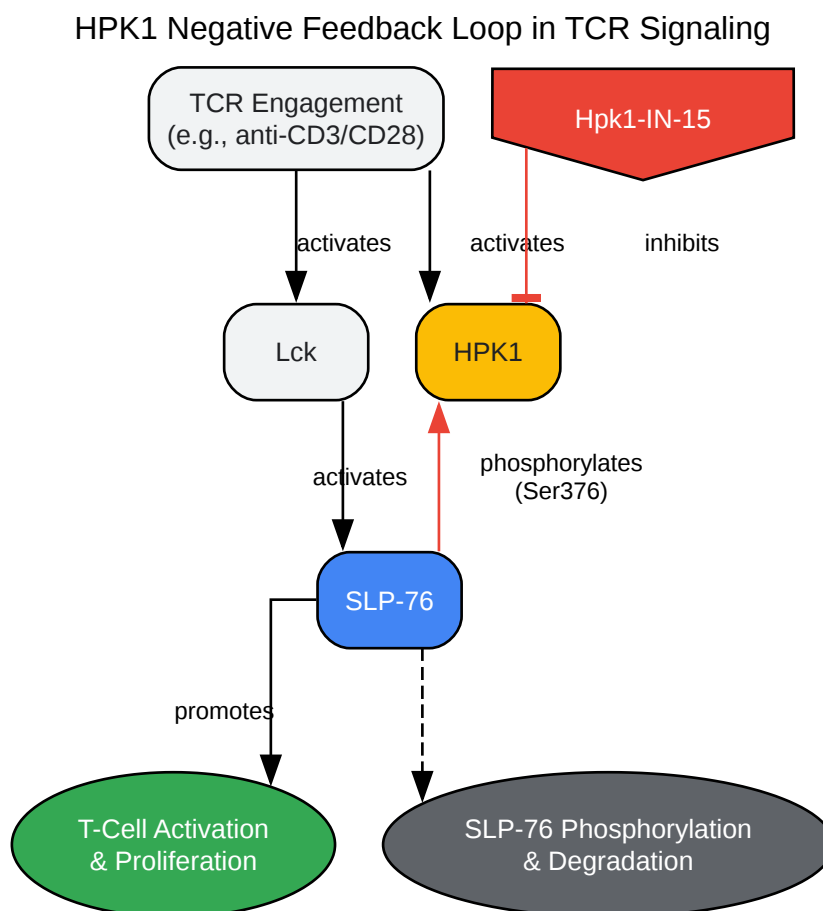 HPK1 Negative Feedback Loop in TCR Signaling
TCR Engagement
(e.g., anti-CD3/CD28)
Hpk1-IN-15
activates
activates
inhibits
Lck
HPK1
activates
phosphorylates
(Ser376)
SLP-76
promotes
T-Cell Activation
& Proliferation
SLP-76 Phosphorylation
& Degradation